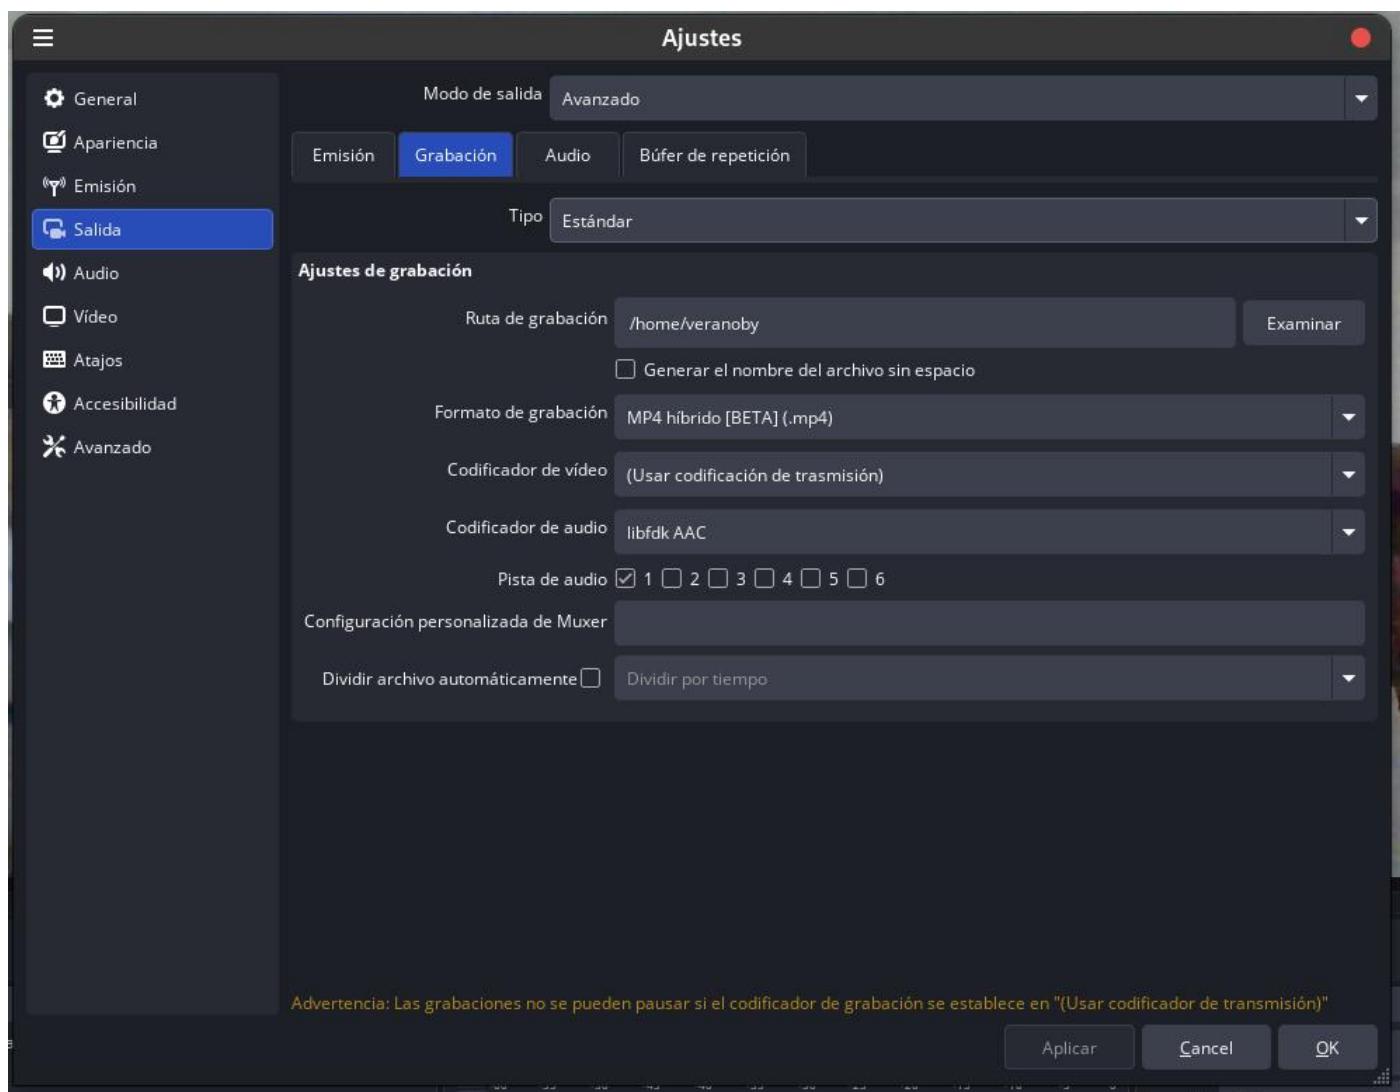 Ajustes
General
Apariencia
Emisión
Salida
Audio
Vídeo
Atajos
Accesibilidad
Avanzado
Modo de salida Avanzado
Emisión Grabación Audio Búfer de repetición
Tipo Estándar
Ajustes de grabación
Ruta de grabación /home/veranoby Examinar
Generar el nombre del archivo sin espacio
Formato de grabación MP4 híbrido [BETA] (.mp4)
Codificador de vídeo (Usar codificación de trasmisión)
Codificador de audio libfdk AAC
Pista de audio 1 2 3 4 5 6
Configuración personalizada de Muxer
Dividir archivo automáticamente Dividir por tiempo
Advertencia: Las grabaciones no se pueden pausar si el codificador de grabación se establece en "(Usar codificador de transmisión)"
Aplicar Cancel OK